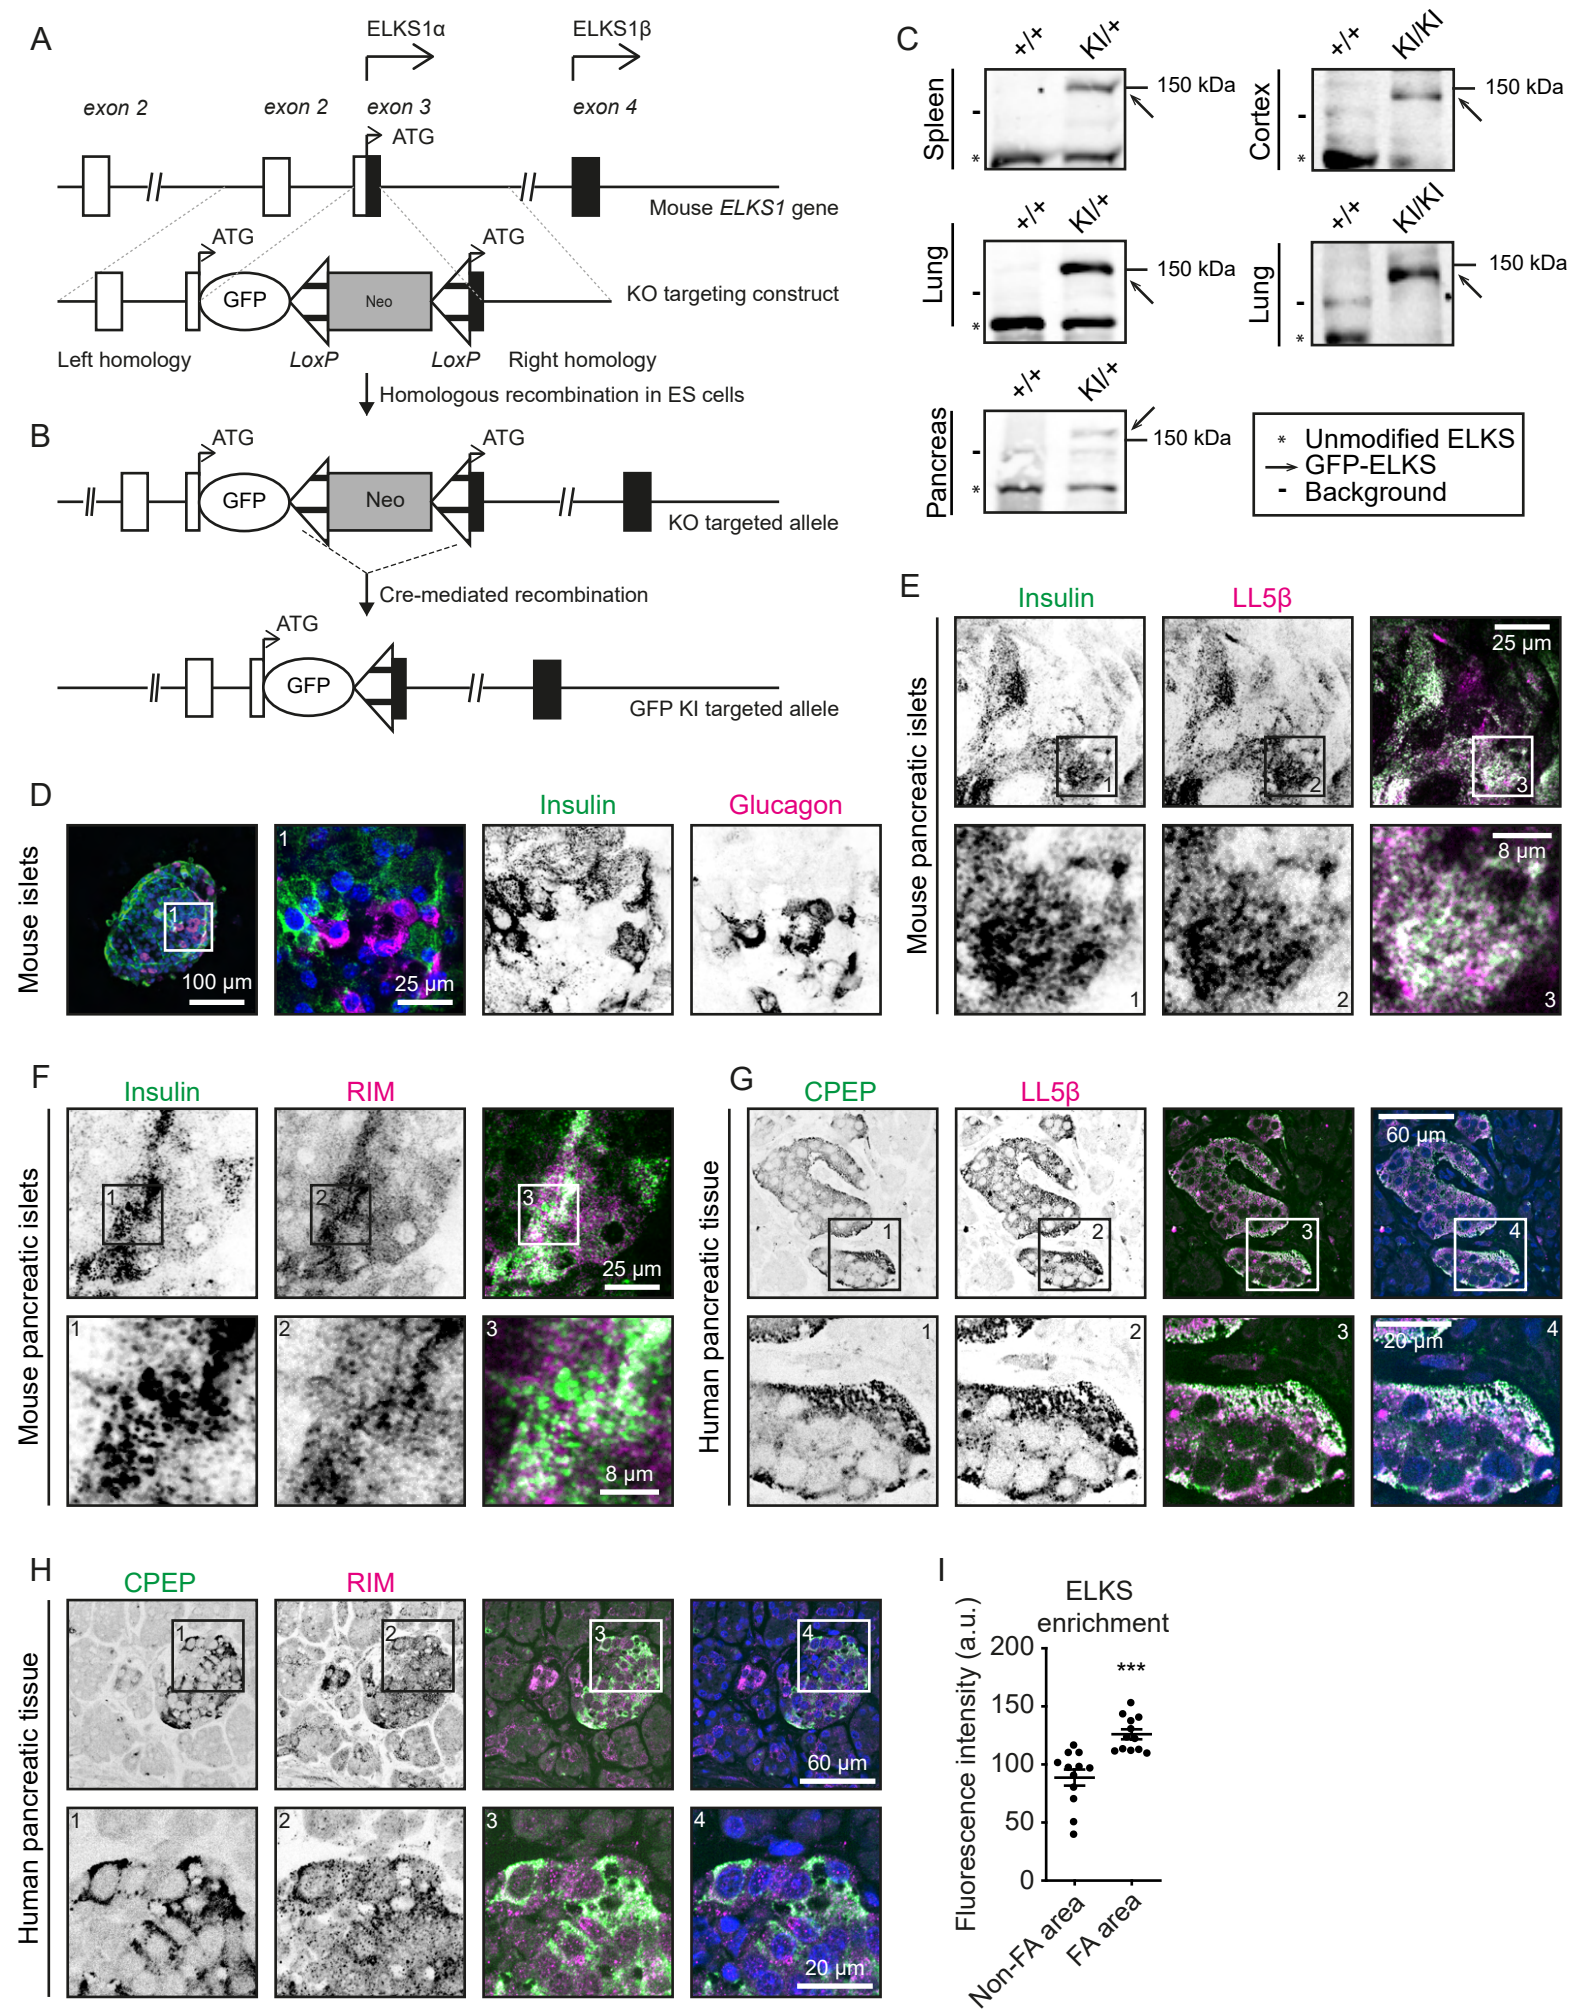 A
ELKS1α
ELKS1β
exon 2
exon 2
exon 3
exon 4
ATG
Mouse ELKS1 gene
ATG
ATG
GFP
Neo
KO targeting construct
Left homology
LoxP
LoxP
Right homology
Homologous recombination in ES cells
B
ATG
ATG
GFP
Neo
KO targeted allele
Cre-mediated recombination
ATG
GFP
GFP KI targeted allele
C
+/+
KI/+
Spleen
-
*
150 kDa
+/+
KI/KI
Cortex
-
*
150 kDa
+/+
KI/+
Lung
-
*
150 kDa
+/+
KI/KI
Lung
-
*
150 kDa
+/+
KI/+
Pancreas
-
*
150 kDa
* Unmodified ELKS
→ GFP-ELKS
- Background
D
Insulin
Glucagon
Mouse islets
1
100 µm
1
25 µm
E
Insulin
LL5β
Mouse pancreatic islets
1
2
25 µm
3
1
2
8 µm
3
F
Insulin
RIM
Mouse pancreatic islets
1
2
3
25 µm
1
2
3
8 µm
G
CPEP
LL5β
Human pancreatic tissue
1
2
3
60 µm
4
1
2
3
20 µm
4
H
CPEP
RIM
Human pancreatic tissue
1
2
3
4
60 µm
1
2
3
4
20 µm
I
ELKS
enrichment
Fluorescence intensity (a.u.)
200
150
100
50
0
***
Non-FA area
FA area